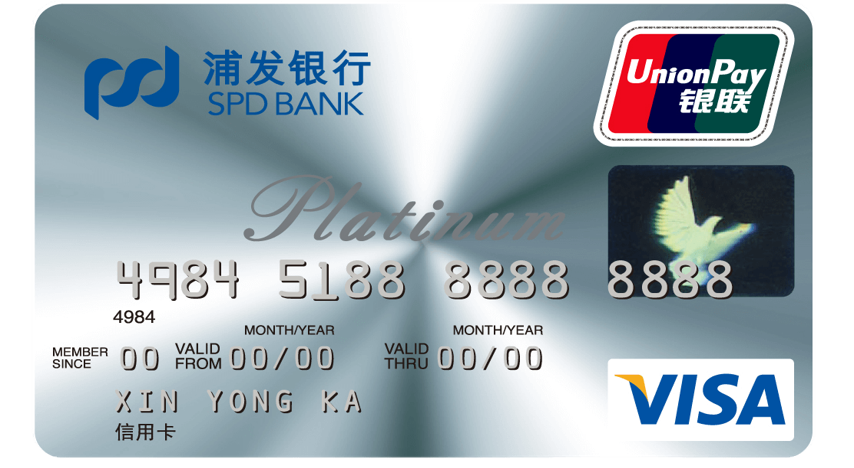 浦发银行
SPD BANK
UnionPay
银联
Platinum
4984 5188 8888 8888
4984
MONTH/YEAR MONTH/YEAR
MEMBER SINCE 00 VALID FROM 00/00 VALID THRU 00/00
XIN YONG KA
信用卡
VISA